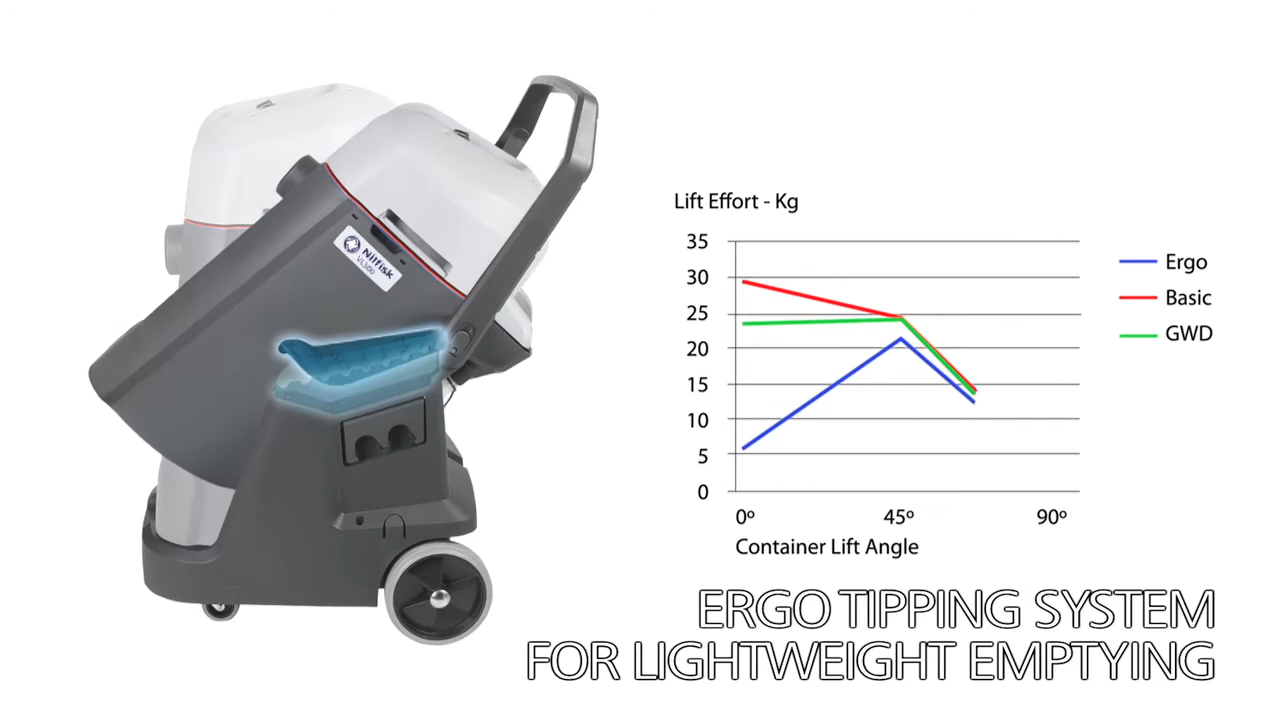 Nilfisk
VL500
Lift Effort - Kg
35
30
25
20
15
10
5
0
0º
45º
90º
Container Lift Angle
Ergo
Basic
GWD
ERGO TIPPING SYSTEM
FOR LIGHTWEIGHT EMPTYING